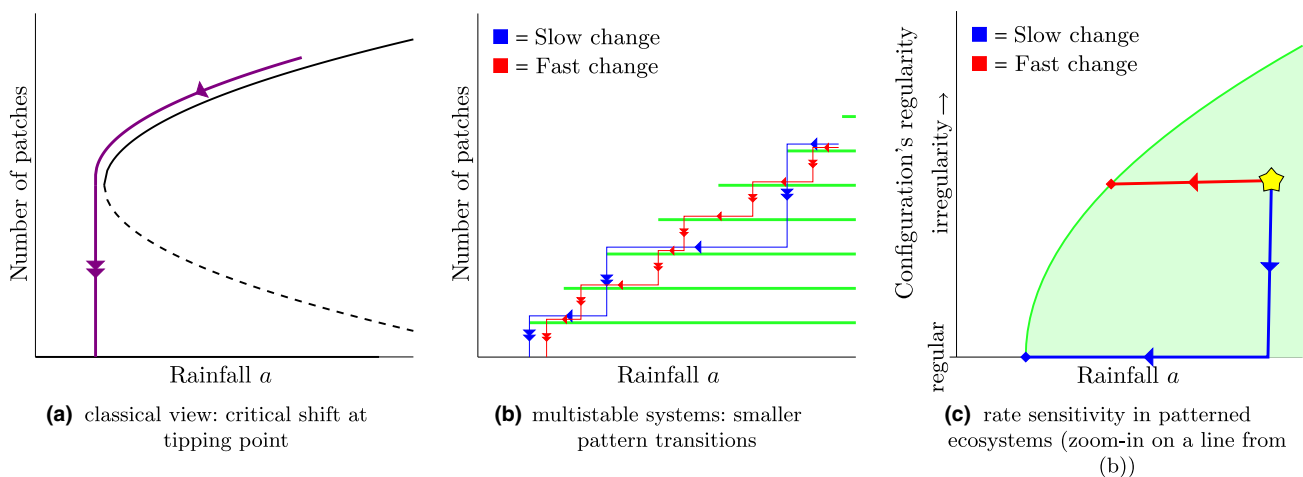 Number of patches
Rainfall a
(a) classical view: critical shift at
tipping point
= Slow change
= Fast change
Number of patches
Rainfall a
(b) multistable systems: smaller
pattern transitions
= Slow change
= Fast change
Configuration's regularity
regular
irregularity →
Rainfall a
(c) rate sensitivity in patterned
ecosystems (zoom-in on a line from
(b))